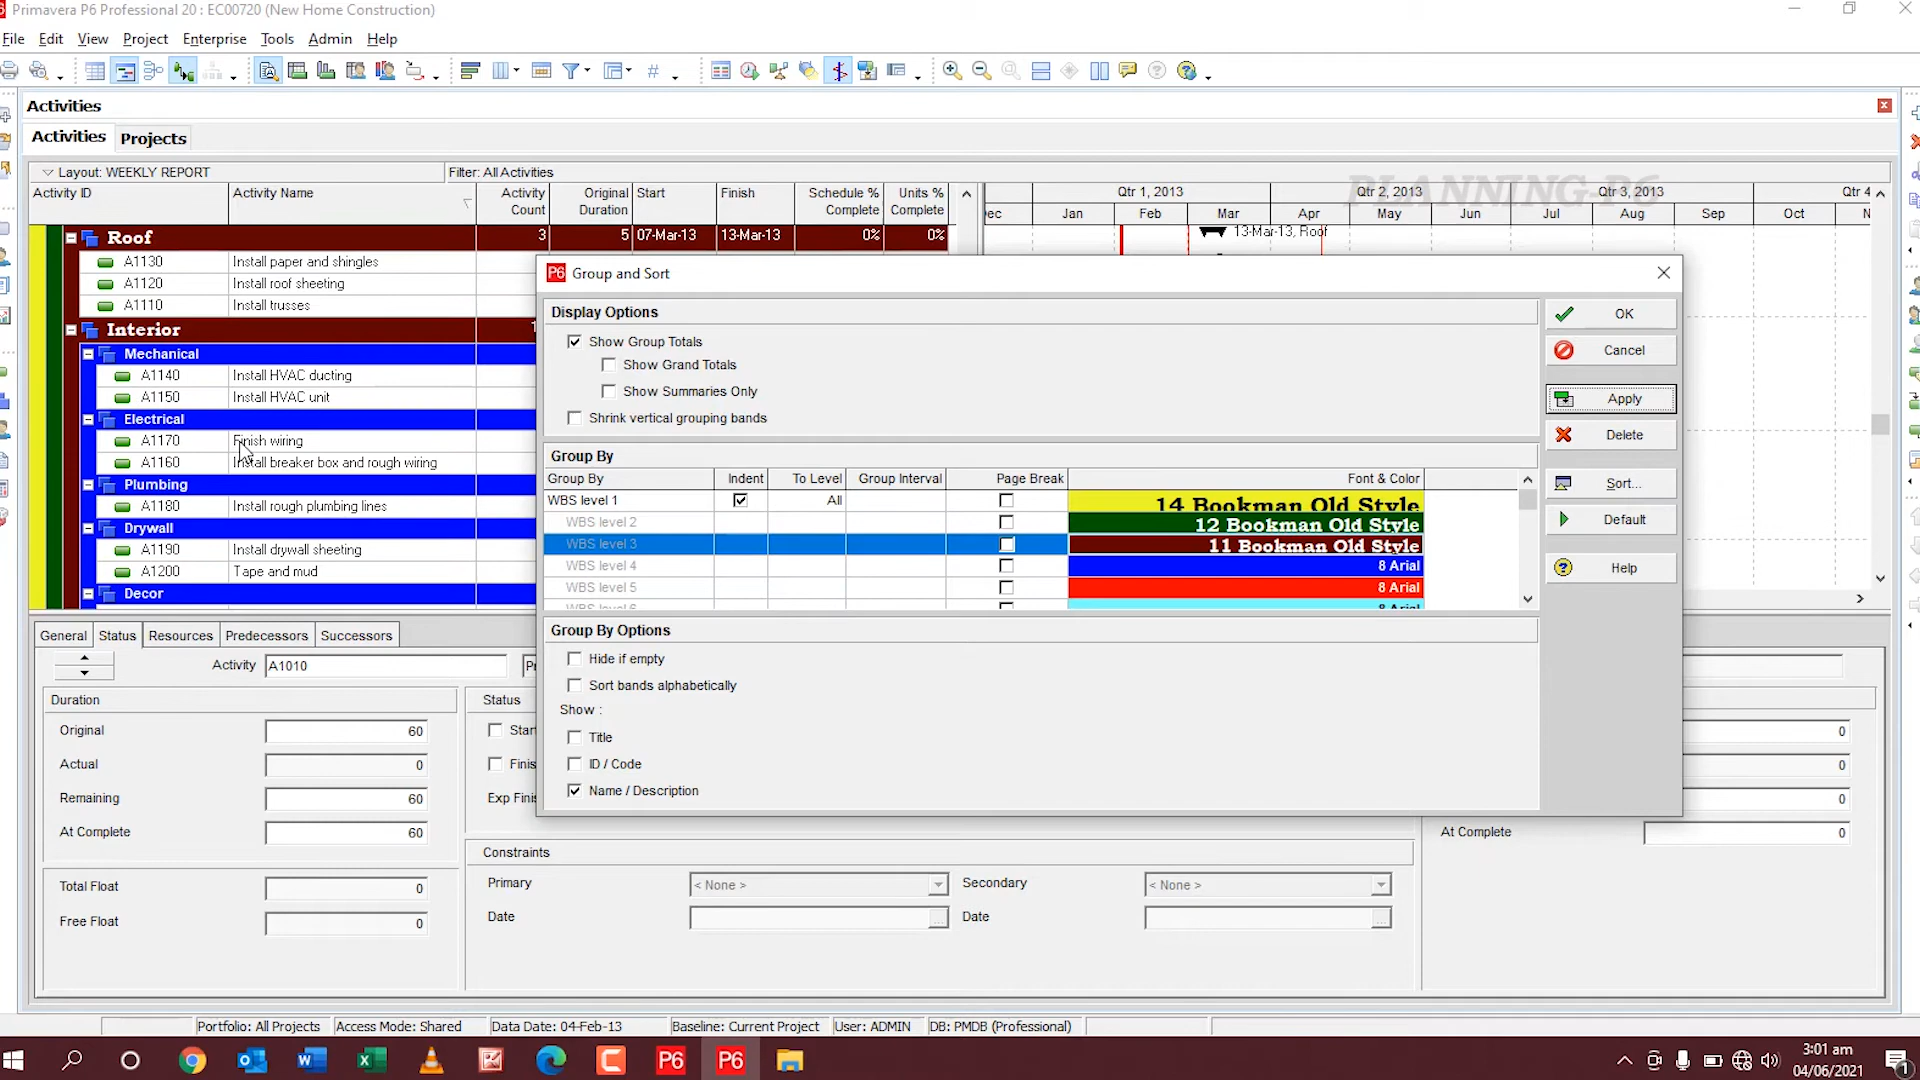 Primavera P6 Professional 20 : EC00720 (New Home Construction)
File Edit View Project Enterprise Tools Admin Help
Activities
Activities Projects
Layout: WEEKLY REPORT Filter: All Activities
Activity ID Activity Name Activity Count Original Duration Start Finish Schedule % Complete Units % Complete
Qtr 1, 2013 Qtr 2, 2013 Qtr 3, 2013 Qtr 4
Jan Feb Mar Apr May Jun Jul Aug Sep Oct
PLANNING-P6
Roof 3 5 07-Mar-13 13-Mar-13 0% 0%
13-Mar-13, Roof
A1130 Install paper and shingles
A1120 Install roof sheeting
A1110 Install trusses
Interior
Mechanical
A1140 Install HVAC ducting
A1150 Install HVAC unit
Electrical
A1170 Finish wiring
A1160 Install breaker box and rough wiring
Plumbing
A1180 Install rough plumbing lines
Drywall
A1190 Install drywall sheeting
A1200 Tape and mud
Decor
P6 Group and Sort
Display Options
Show Group Totals
Show Grand Totals
Show Summaries Only
Shrink vertical grouping bands
Group By
Group By Indent To Level Group Interval Page Break Font & Color
WBS level 1 All 14 Bookman Old Style
WBS level 2 12 Bookman Old Style
WBS level 3 11 Bookman Old Style
WBS level 4 8 Arial
WBS level 5 8 Arial
WBS level 6 8 Arial
Group By Options
Hide if empty
Sort bands alphabetically
Show :
Title
ID / Code
Name / Description
OK
Cancel
Apply
Delete
Sort...
Default
Help
General Status Resources Predecessors Successors
Activity A1010
Duration
Original 60
Actual 0
Remaining 60
At Complete 60
Total Float 0
Free Float 0
Status
Exp
0
0
0
At Complete 0
Constraints
Primary < None > Secondary < None >
Date Date
Portfolio: All Projects Access Mode: Shared Data Date: 04-Feb-13 Baseline: Current Project User: ADMIN DB: PMDB (Professional)
P6 P6
3:01 am
04/06/2021
1